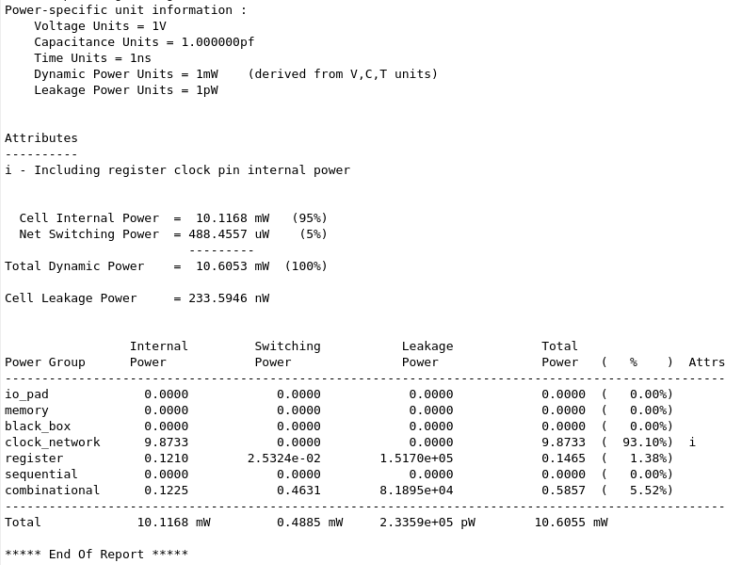 Power-specific unit information :
    Voltage Units = 1V
    Capacitance Units = 1.000000pf
    Time Units = 1ns
    Dynamic Power Units = 1mW    (derived from V,C,T units)
    Leakage Power Units = 1pW
Attributes
----------
i - Including register clock pin internal power
  Cell Internal Power  =  10.1168 mW   (95%)
  Net Switching Power  = 488.4557 uW    (5%)
                         ---------
Total Dynamic Power    =  10.6053 mW  (100%)
Cell Leakage Power     = 233.5946 nW
                 Internal         Switching           Leakage            Total
Power Group      Power            Power               Power              Power   (   %    )  Attrs
--------------------------------------------------------------------------------------------------
io_pad             0.0000            0.0000            0.0000            0.0000  (   0.00%)
memory             0.0000            0.0000            0.0000            0.0000  (   0.00%)
black_box          0.0000            0.0000            0.0000            0.0000  (   0.00%)
clock_network      9.8733            0.0000            0.0000            9.8733  (  93.10%)  i
register           0.1210        2.5324e-02        1.5170e+05            0.1465  (   1.38%)
sequential         0.0000            0.0000            0.0000            0.0000  (   0.00%)
combinational      0.1225            0.4631        8.1895e+04            0.5857  (   5.52%)
--------------------------------------------------------------------------------------------------
Total             10.1168 mW         0.4885 mW     2.3359e+05 pW        10.6055 mW
***** End Of Report *****